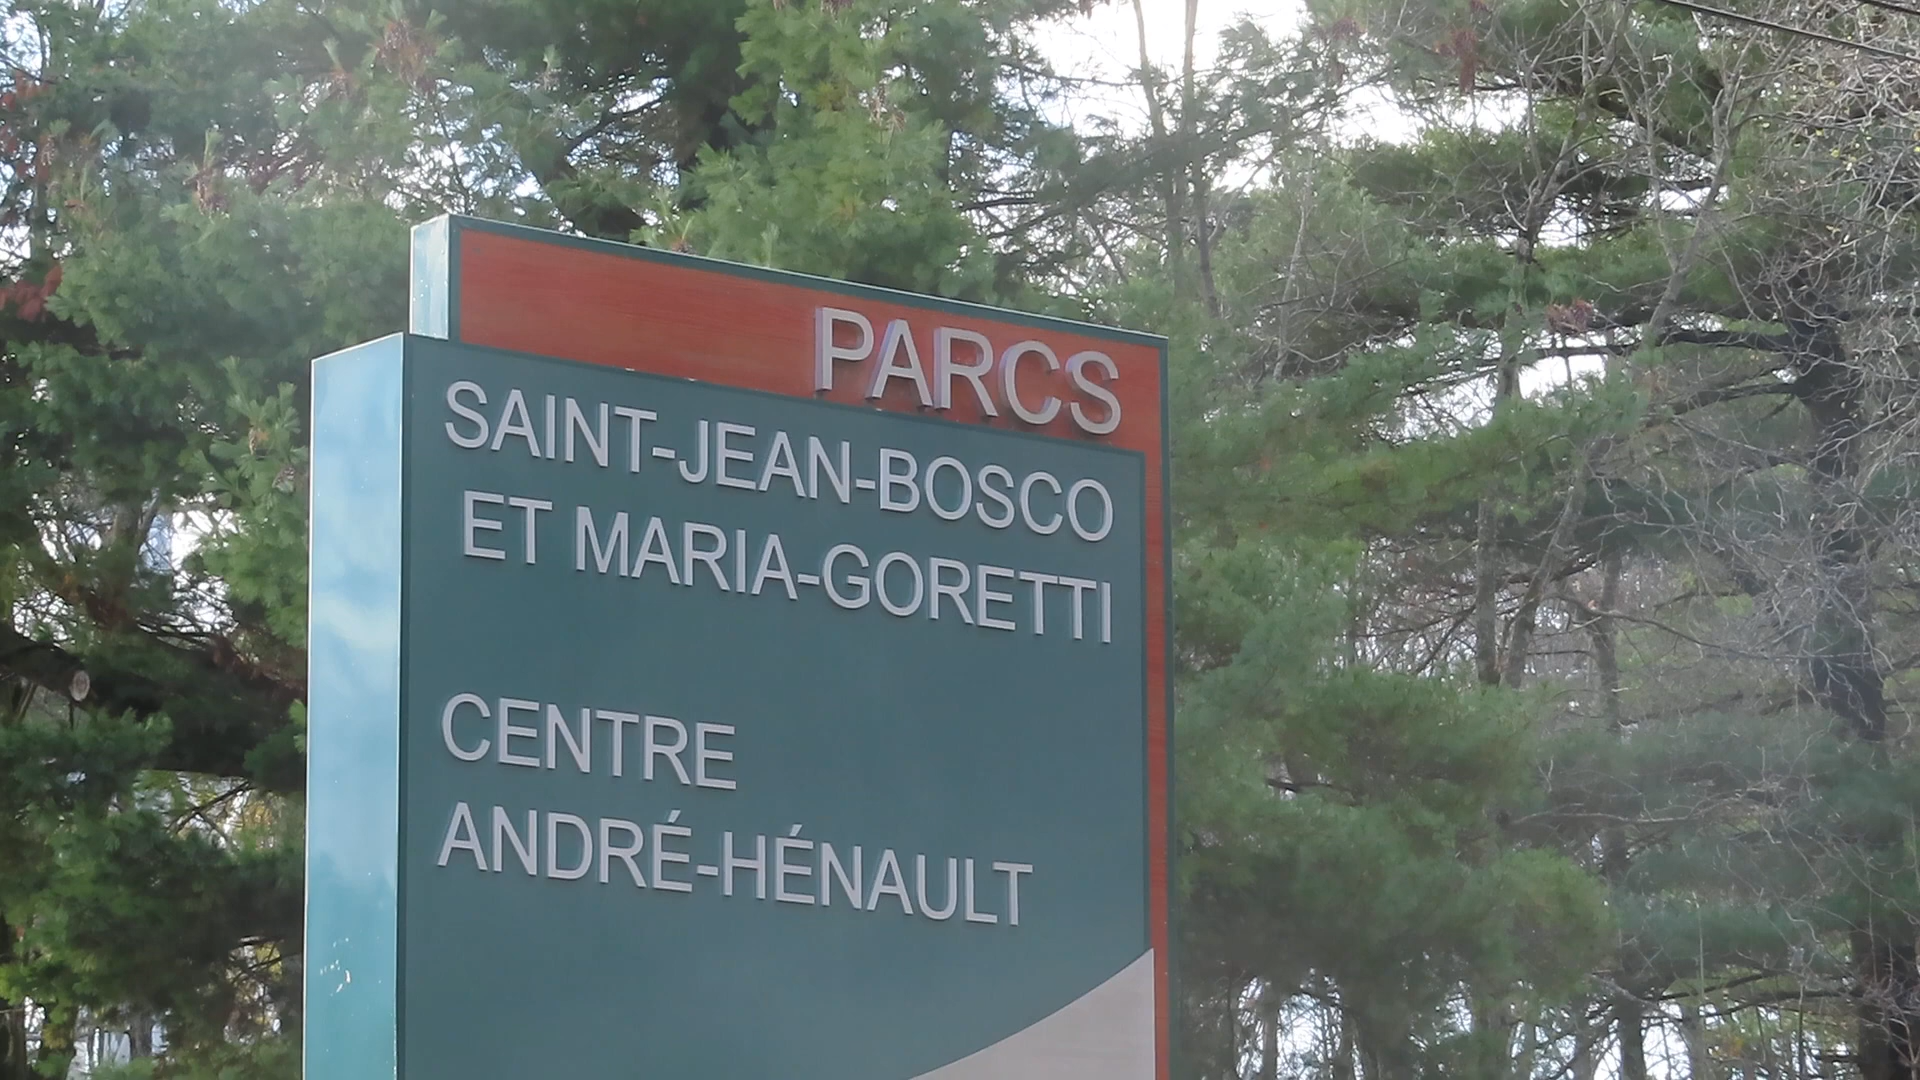 PARCS
SAINT-JEAN-BOSCO
ET MARIA-GORETTI
CENTRE
ANDRÉ-HÉNAULT